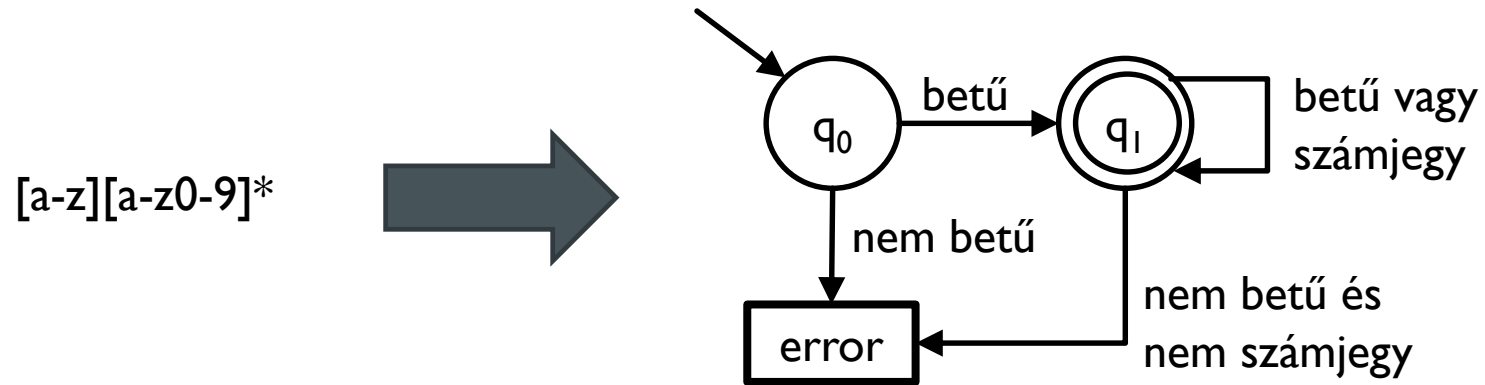 [a-z][a-z0-9]*
q₀
betű
q₁
betű vagy
számjegy
nem betű
error
nem betű és
nem számjegy